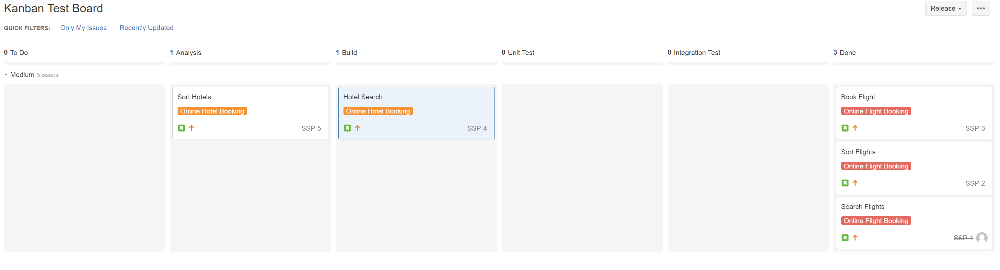 Kanban Test Board
Release
•••
QUICK FILTERS: Only My Issues Recently Updated
0 To Do
1 Analysis
1 Build
0 Unit Test
0 Integration Test
3 Done
Medium 5 issues
Sort Hotels
Online Hotel Booking
SSP-5
Hotel Search
Online Hotel Booking
SSP-4
Book Flight
Online Flight Booking
SSP-3
Sort Flights
Online Flight Booking
SSP-2
Search Flights
Online Flight Booking
SSP-1